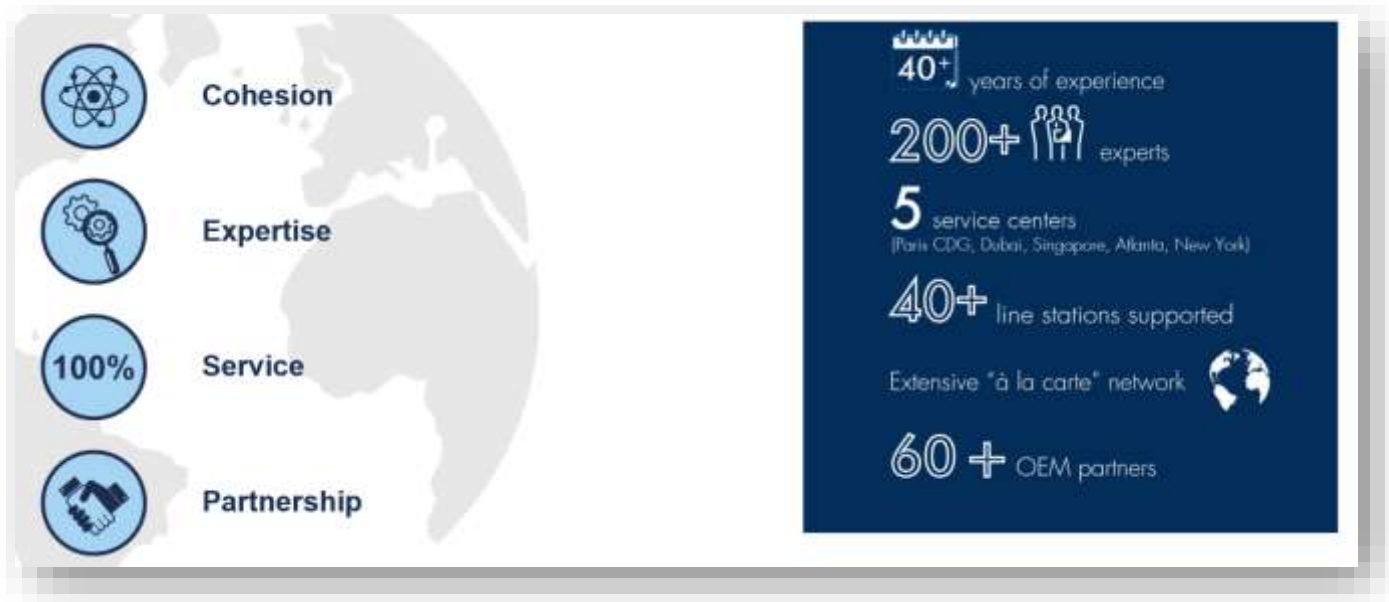 Cohesion
Expertise
100%
Service
Partnership
40+
years of experience
200+ experts
5 service centers
(Paris CDG, Dubai, Singapore, Atlanta, New York)
40+ line stations supported
Extensive "à la carte" network
60 + OEM partners